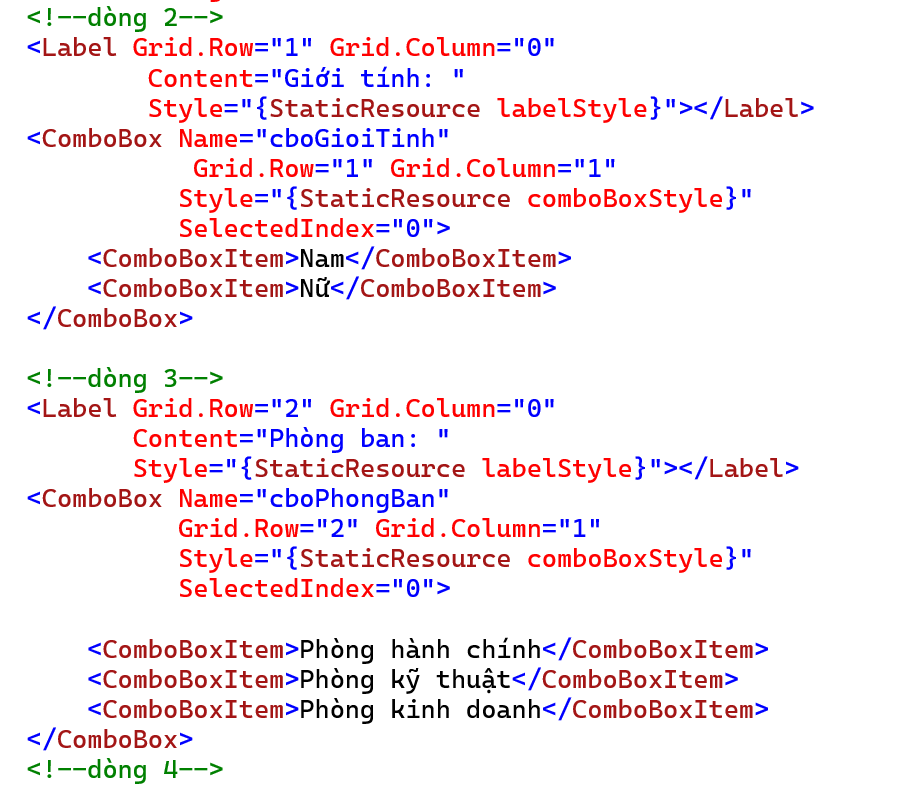 <!--dòng 2-->
<Label Grid.Row="1" Grid.Column="0"
Content="Giới tính: "
Style="{StaticResource labelStyle}"></Label>
<ComboBox Name="cboGioiTinh"
Grid.Row="1" Grid.Column="1"
Style="{StaticResource comboBoxStyle}"
SelectedIndex="0">
<ComboBoxItem>Nam</ComboBoxItem>
<ComboBoxItem>Nữ</ComboBoxItem>
</ComboBox>
<!--dòng 3-->
<Label Grid.Row="2" Grid.Column="0"
Content="Phòng ban: "
Style="{StaticResource labelStyle}"></Label>
<ComboBox Name="cboPhongBan"
Grid.Row="2" Grid.Column="1"
Style="{StaticResource comboBoxStyle}"
SelectedIndex="0">
<ComboBoxItem>Phòng hành chính</ComboBoxItem>
<ComboBoxItem>Phòng kỹ thuật</ComboBoxItem>
<ComboBoxItem>Phòng kinh doanh</ComboBoxItem>
</ComboBox>
<!--dòng 4-->